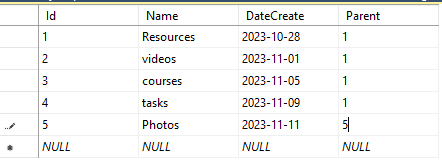 Id Name DateCreate Parent
1 Resources 2023-10-28 1
2 videos 2023-11-01 1
3 courses 2023-11-05 1
4 tasks 2023-11-09 1
5 Photos 2023-11-11 5
NULL NULL NULL NULL